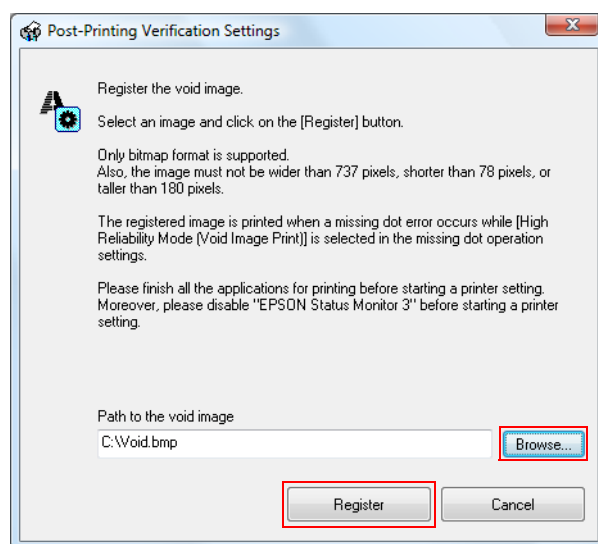 Post-Printing Verification Settings
Register the void image.
Select an image and click on the [Register] button.
Only bitmap format is supported.
Also, the image must not be wider than 737 pixels, shorter than 78 pixels, or
taller than 180 pixels.
The registered image is printed when a missing dot error occurs while [High
Reliability Mode (Void Image Print)] is selected in the missing dot operation
settings.
Please finish all the applications for printing before starting a printer setting.
Moreover, please disable "EPSON Status Monitor 3" before starting a printer
setting.
Path to the void image
C:\Void.bmp
Browse...
Register
Cancel